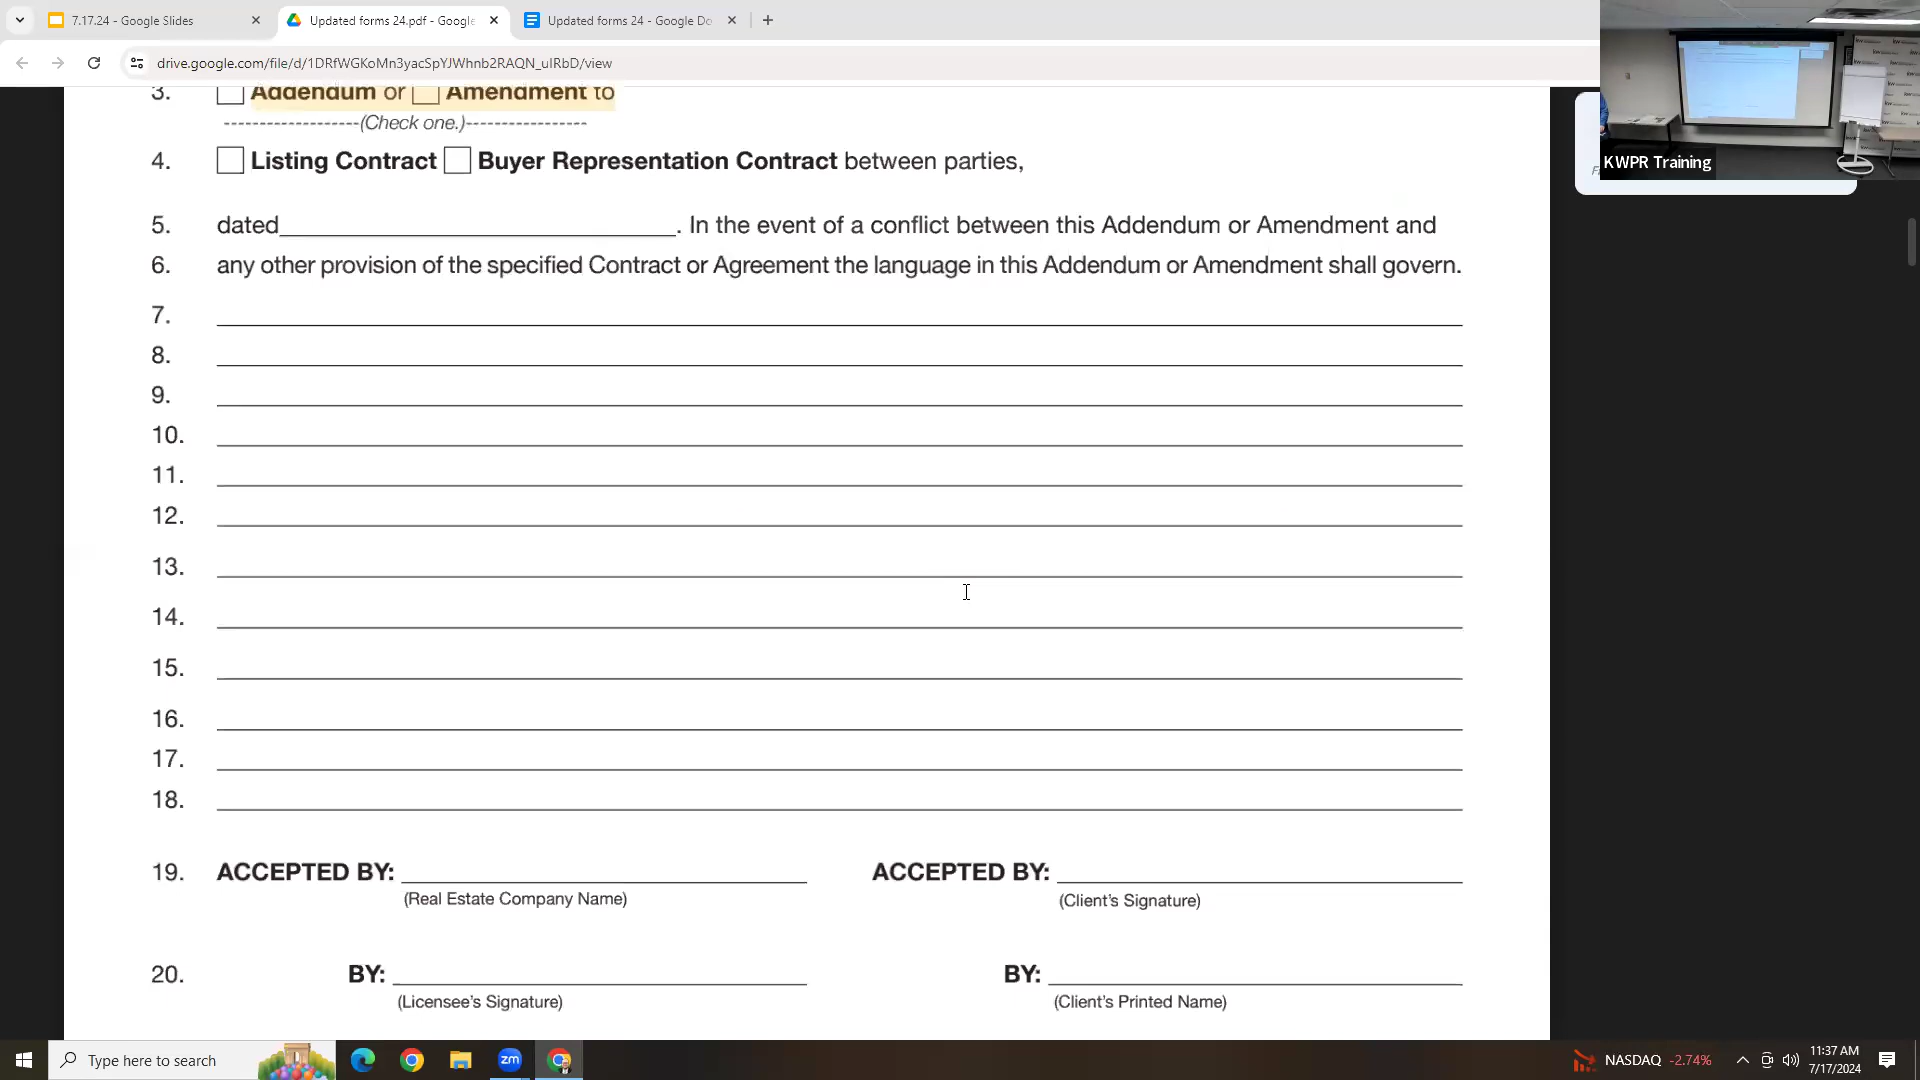 7.17.24 - Google Slides
Updated forms 24.pdf - Google
Updated forms 24 - Google Do
drive.google.com/file/d/1DRfWGKoMn3yacSpYJWhnb2RAQN_uIRbD/view
KWPR Training
3. Addendum or Amendment to
-------------------(Check one.)-----------------
4. Listing Contract Buyer Representation Contract between parties,
5. dated______________________________. In the event of a conflict between this Addendum or Amendment and
6. any other provision of the specified Contract or Agreement the language in this Addendum or Amendment shall govern.
7.
8.
9.
10.
11.
12.
13.
14.
15.
16.
17.
18.
19. ACCEPTED BY: ACCEPTED BY:
(Real Estate Company Name) (Client's Signature)
20. BY: BY:
(Licensee's Signature) (Client's Printed Name)
Type here to search
zm
NASDAQ -2.74%
11:37 AM
7/17/2024